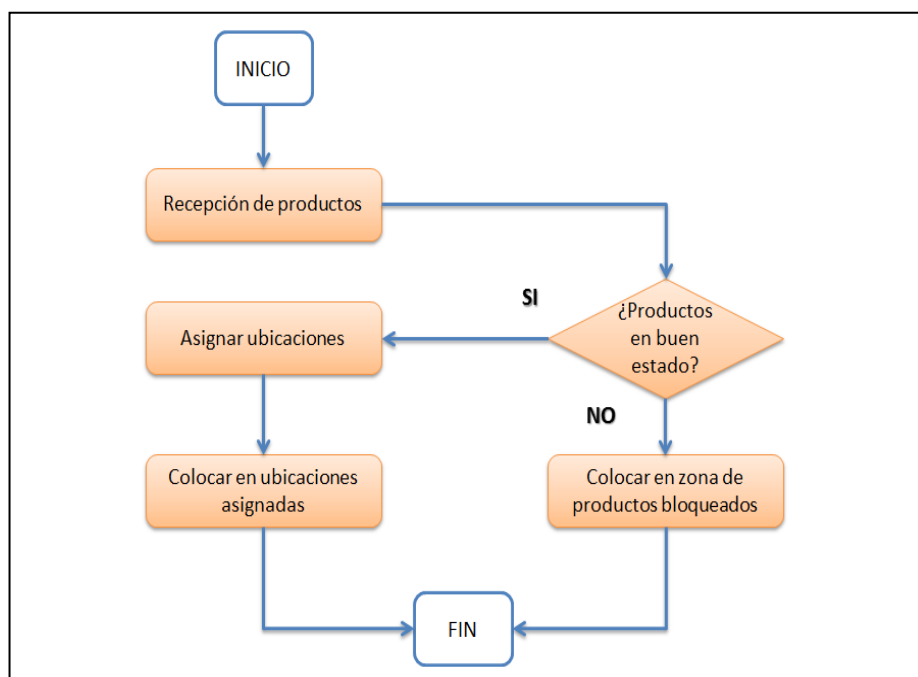 INICIO
Recepción de productos
SI
¿Productos
en buen
estado?
Asignar ubicaciones
NO
Colocar en ubicaciones
asignadas
Colocar en zona de
productos bloqueados
FIN